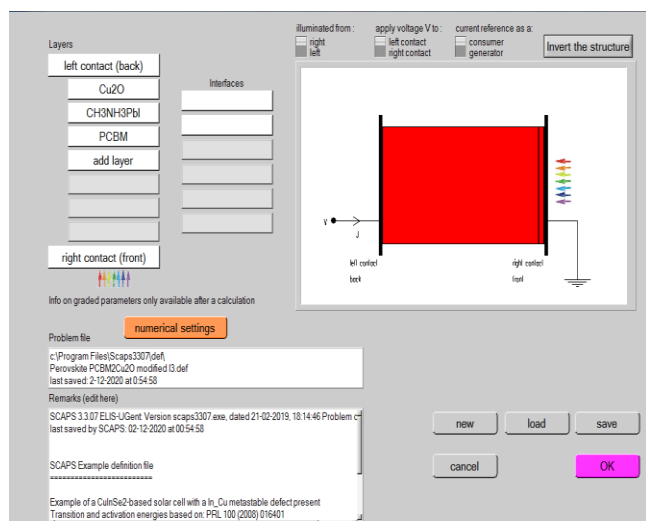 illuminated from :
apply voltage V to :
current reference as a:
right
left
left contact
right contact
consumer
generator
Invert the structure
Layers
left contact (back)
Interfaces
Cu2O
CH3NH3PbI
PCBM
add layer
right contact (front)
V
J
left contact
back
right contact
front
Info on graded parameters only available after a calculation
numerical settings
Problem file
c:\Program Files\Scaps3307\def\
Perovskite PCBM2Cu2O modified I3.def
last saved: 2-12-2020 at 0:54:58
Remarks (edit here)
SCAPS 3.3.07 ELIS-UGent: Version scaps3307.exe, dated 21-02-2019, 18:14:46 Problem
last saved by SCAPS: 02-12-2020 at 00:54:58
SCAPS Example definition file
=========================
Example of a CuInSe2-based solar cell with a In_Cu metastable defect present
Transition and activation energies based on: PRL 100 (2008) 016401
new
load
save
cancel
OK